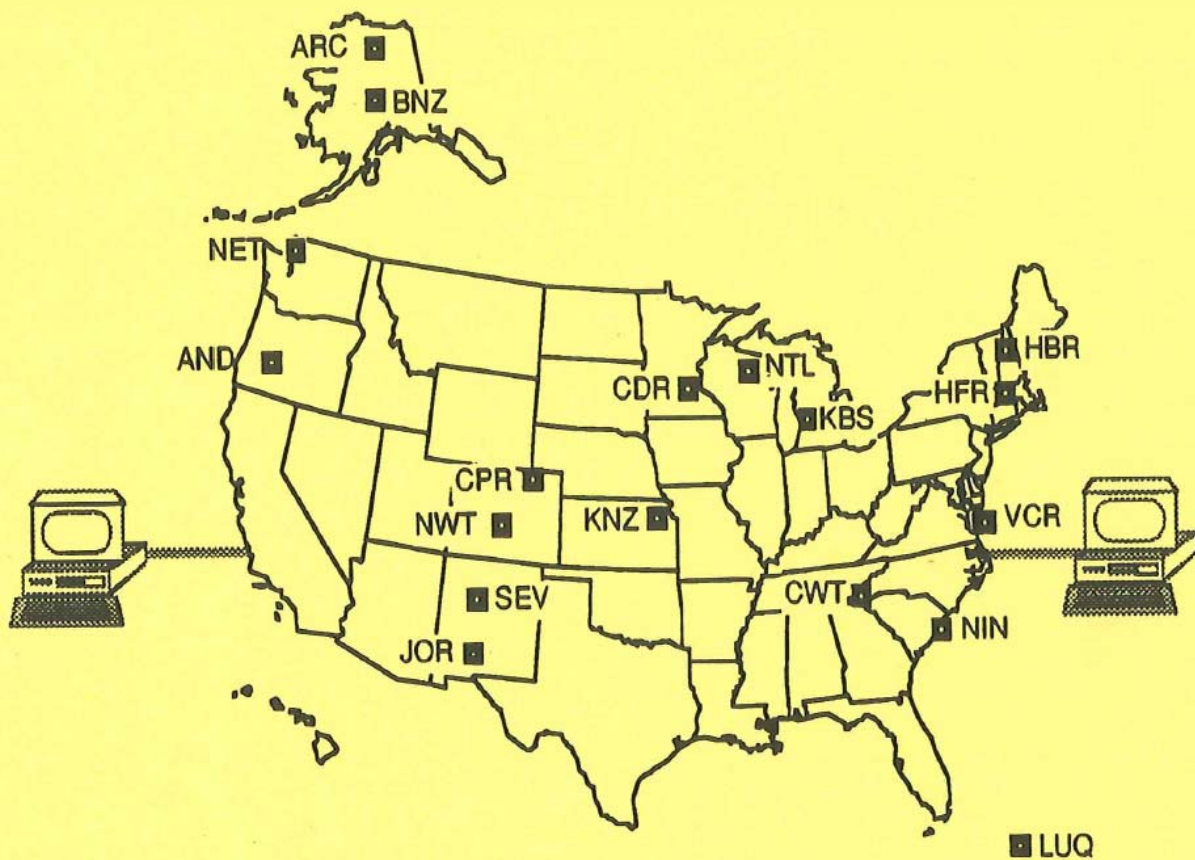 ARC
BNZ
NET
AND
CDR
NTL
KBS
HBR
HFR
CPR
NWT
KNZ
VCR
SEV
CWT
NIN
JOR
LUQ